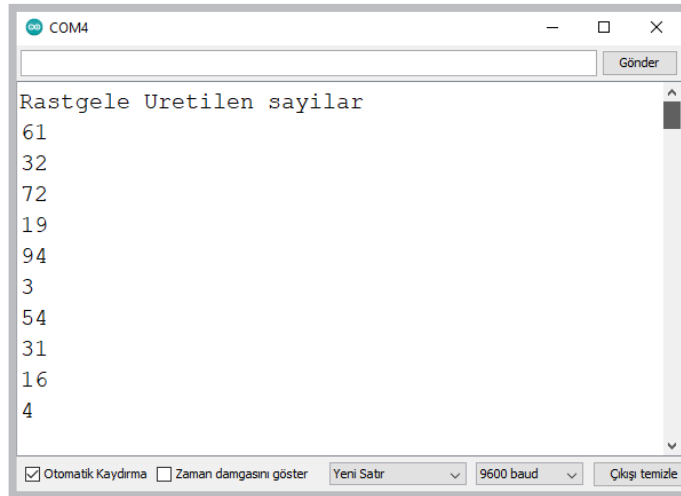 COM4
Gönder
Rastgele Uretilen sayilar
61
32
72
19
94
3
54
31
16
4
Otomatik Kaydırma Zaman damgasını göster Yeni Satır 9600 baud Çıkışı temizle